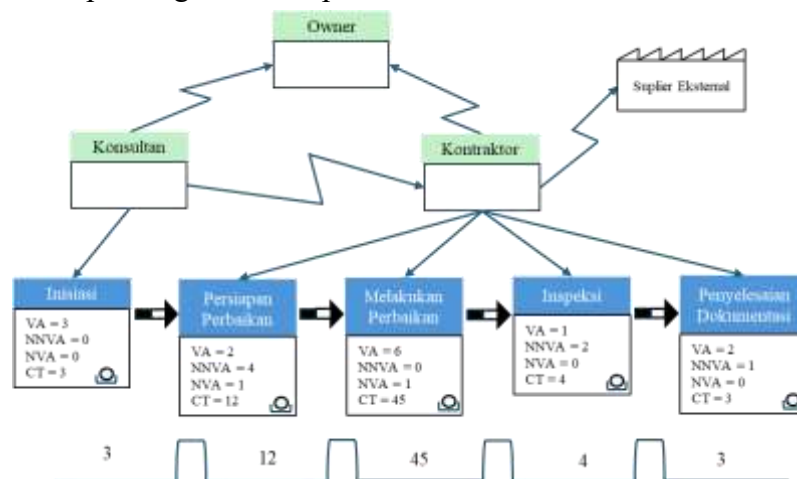 Owner
Suplier Eksternal
Konsultan
Kontraktor
Inisiasi
VA = 3
NNVA = 0
NVA = 0
CT = 3
Persiapan
Perbaikan
VA = 2
NNVA = 4
NVA = 1
CT = 12
Melakukan
Perbaikan
VA = 6
NNVA = 0
NVA = 1
CT = 45
Inspeksi
VA = 1
NNVA = 2
NVA = 0
CT = 4
Penyelesaian
Dokumentasi
VA = 2
NNVA = 1
NVA = 0
CT = 3
3
12
45
4
3